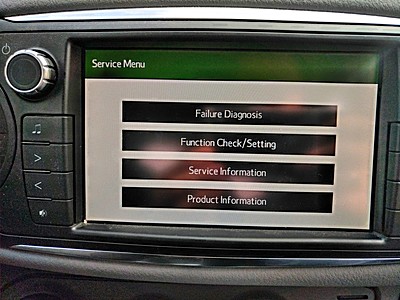 Service Menu
Failure Diagnosis
Function Check/Setting
Service Information
Product Information